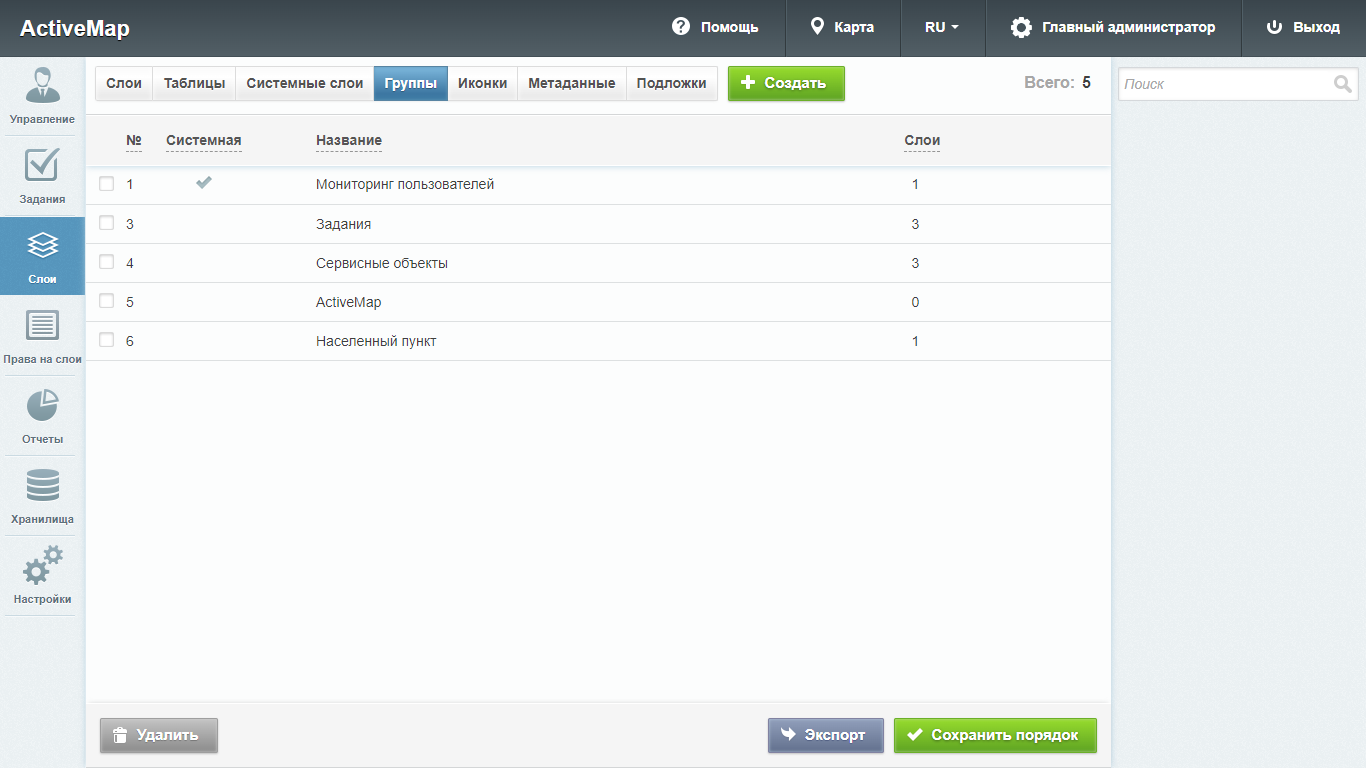 ActiveMap
Помощь
Карта
RU
Главный администратор
Выход
Управление
Задания
Слои
Права на слои
Отчеты
Хранилища
Настройки
Слои Таблицы Системные слои Группы Иконки Метаданные Подложки Создать Всего: 5
Поиск
№ Системная Название Слои
1 Мониторинг пользователей 1
3 Задания 3
4 Сервисные объекты 3
5 ActiveMap 0
6 Населенный пункт 1
Удалить Экспорт Сохранить порядок